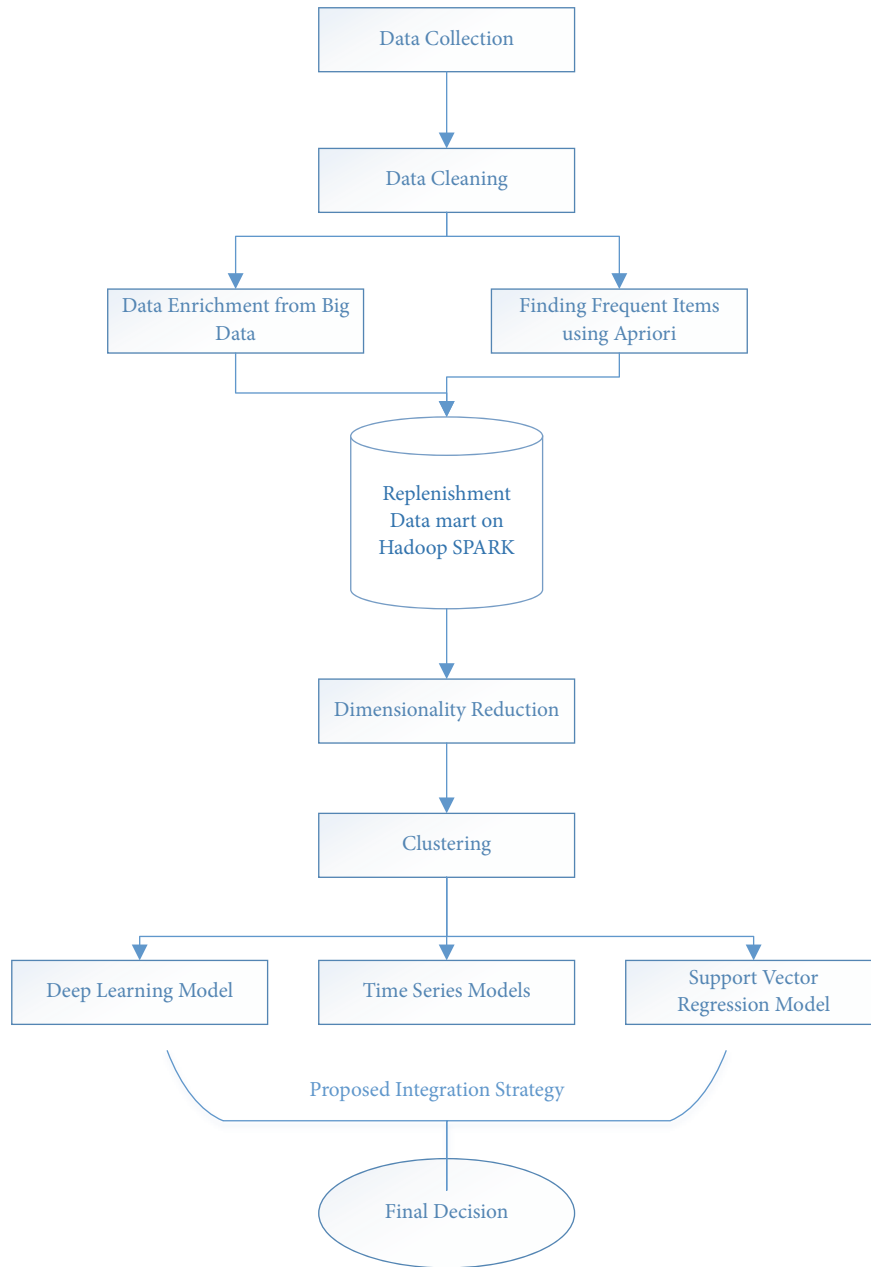 Data Collection
Data Cleaning
Data Enrichment from Big
Data
Finding Frequent Items
using Apriori
Replenishment
Data mart on
Hadoop SPARK
Dimensionality Reduction
Clustering
Deep Learning Model
Time Series Models
Support Vector
Regression Model
Proposed Integration Strategy
Final Decision